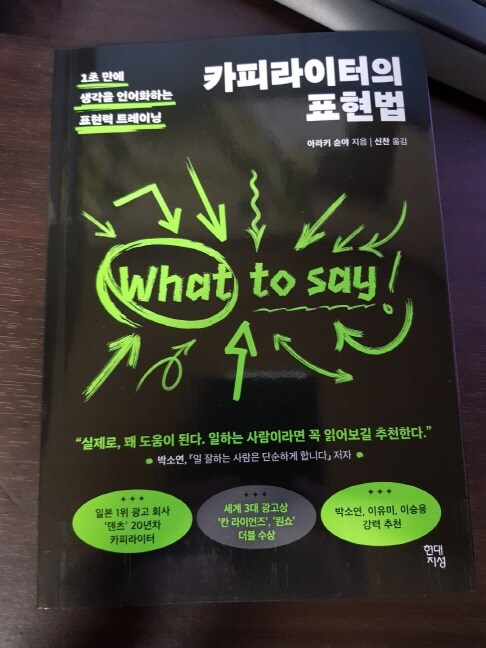 1초 만에
생각을 언어화하는
표현력 트레이닝
카피라이터의
표현법
아라키 슌야 지음 | 신찬 옮김
What to say!
“실제로, 꽤 도움이 된다. 일하는 사람이라면 꼭 읽어보길 추천한다.”
박소연, 『일 잘하는 사람은 단순하게 합니다』 저자
일본 1위 광고 회사
‘덴츠’ 20년차
카피라이터
세계 3대 광고상
‘칸 라이언즈’, ‘원쇼’
더블 수상
박소연, 이유미, 이승용
강력 추천
현대
지성